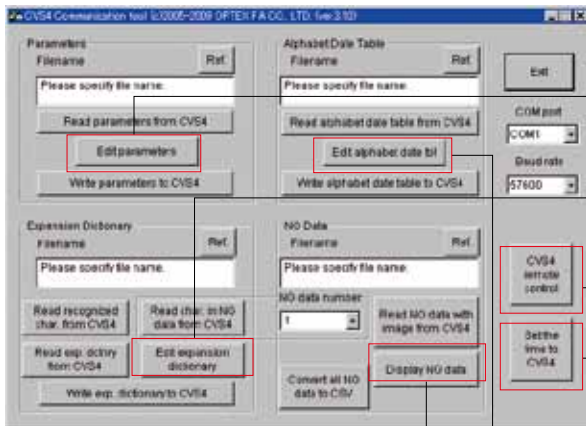 CVS4 Communication tool (c)2005-2009 OPTEX FA CO., LTD. (ver.3.10)
Parameters
Filename
Ref.
Please specify file name.
Read parameters from CVS4
Edit parameters
Write parameters to CVS4
Alphabet Date Table
Filename
Ref.
Please specify file name.
Read alphabet date table from CVS4
Edit alphabet date tbl
Write alphabet date table to CVS4
Exit
COM port
COM1
Baud rate
57600
Expansion Dictionary
Filename
Ref.
Please specify file name.
Read recognized
char. from CVS4
Read char. in NG
data from CVS4
Read exp. dctnry
from CVS4
Edit expansion
dictionary
Write exp. dictionary to CVS4
NG Data
Filename
Ref.
Please specify file name.
NG data number
1
Read NG data with
image from CVS4
Convert all NG
data to CSV
Display NG data
CVS4
remote
control
Set the
time to
CVS4